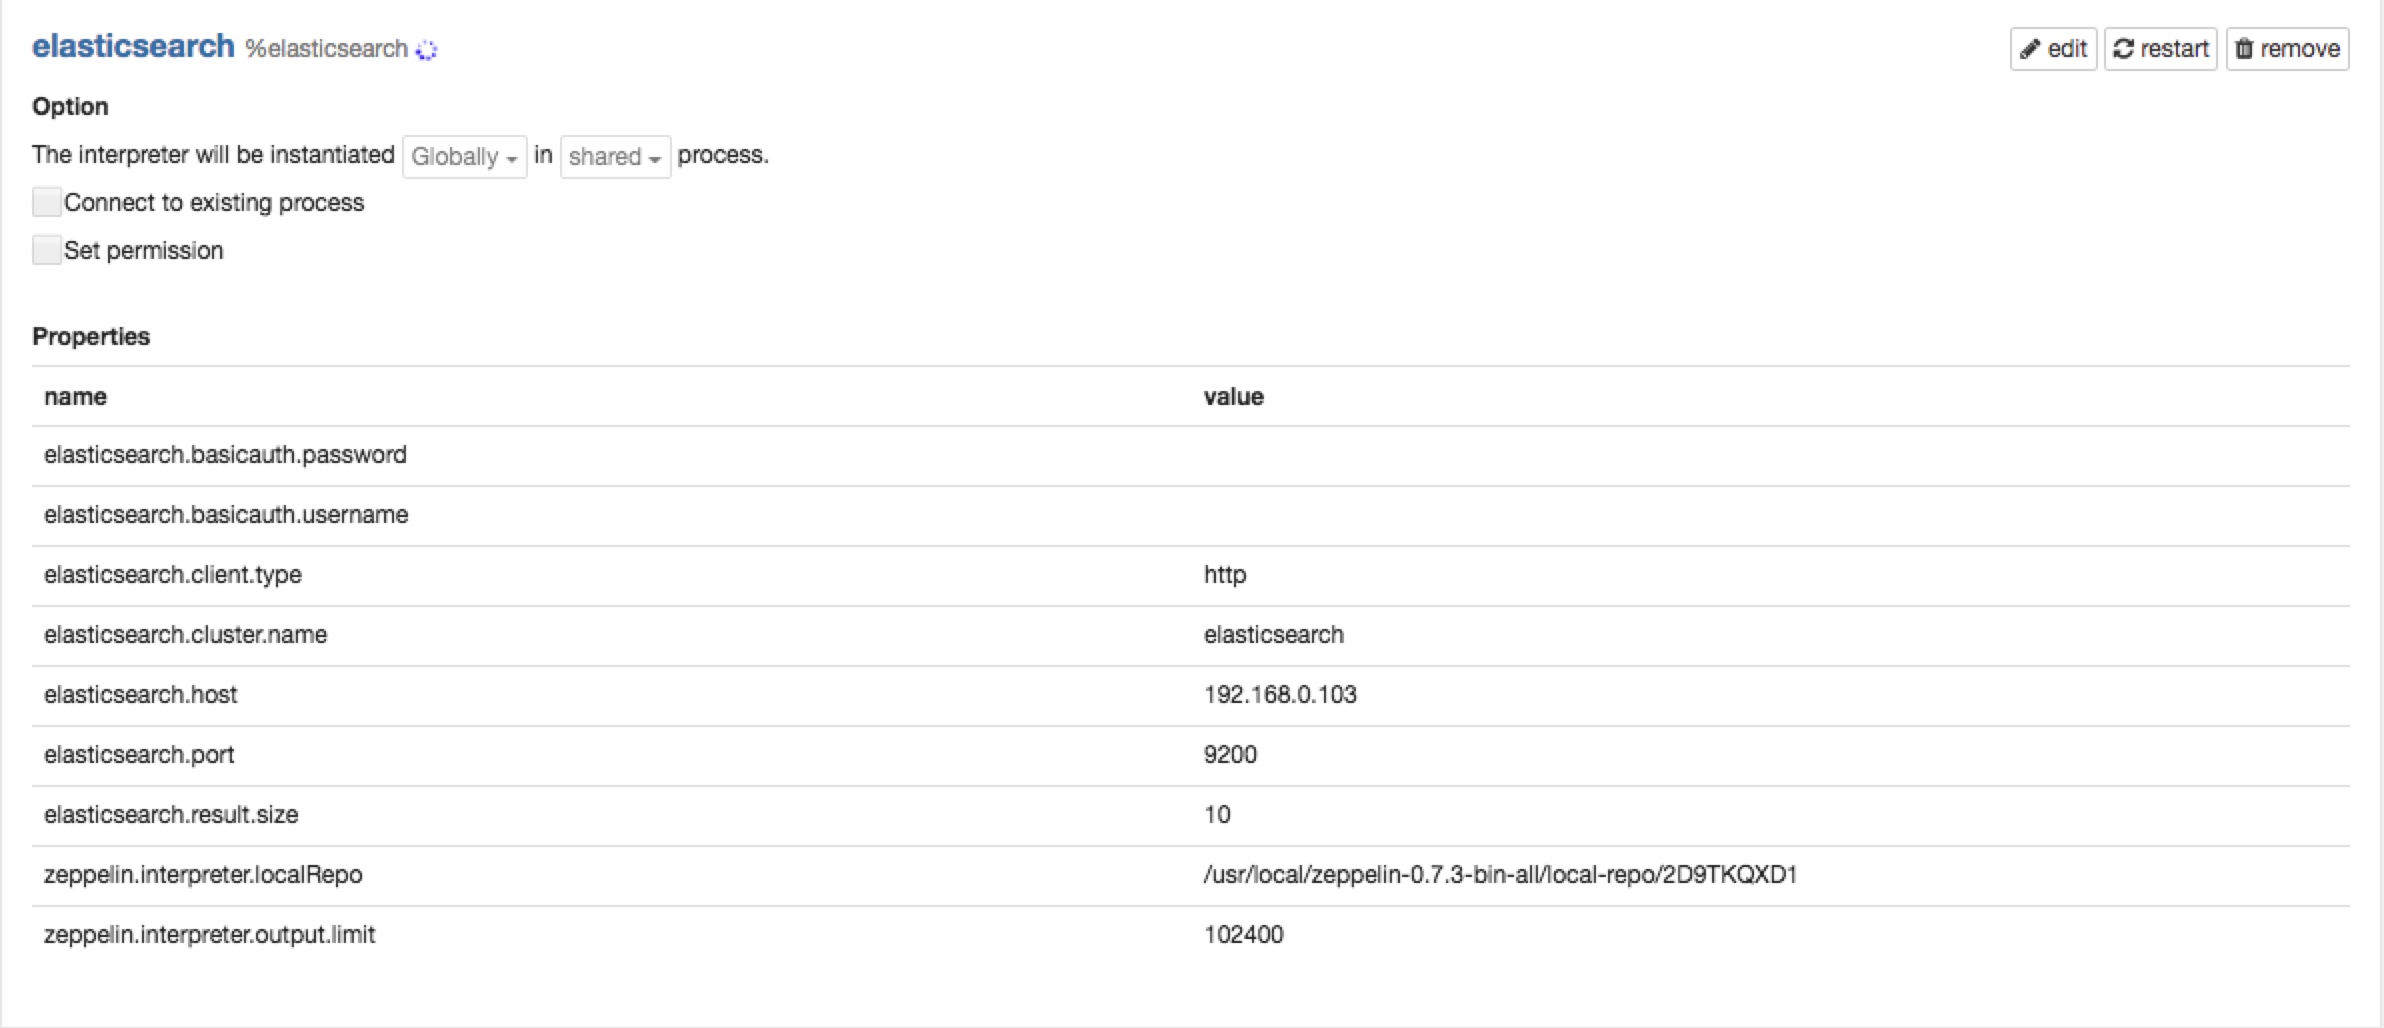 elasticsearch %elasticsearch edit restart remove
Option
The interpreter will be instantiated Globally in shared process.
Connect to existing process
Set permission
Properties
name value
elasticsearch.basicauth.password
elasticsearch.basicauth.username
elasticsearch.client.type http
elasticsearch.cluster.name elasticsearch
elasticsearch.host 192.168.0.103
elasticsearch.port 9200
elasticsearch.result.size 10
zeppelin.interpreter.localRepo /usr/local/zeppelin-0.7.3-bin-all/local-repo/2D9TKQXD1
zeppelin.interpreter.output.limit 102400